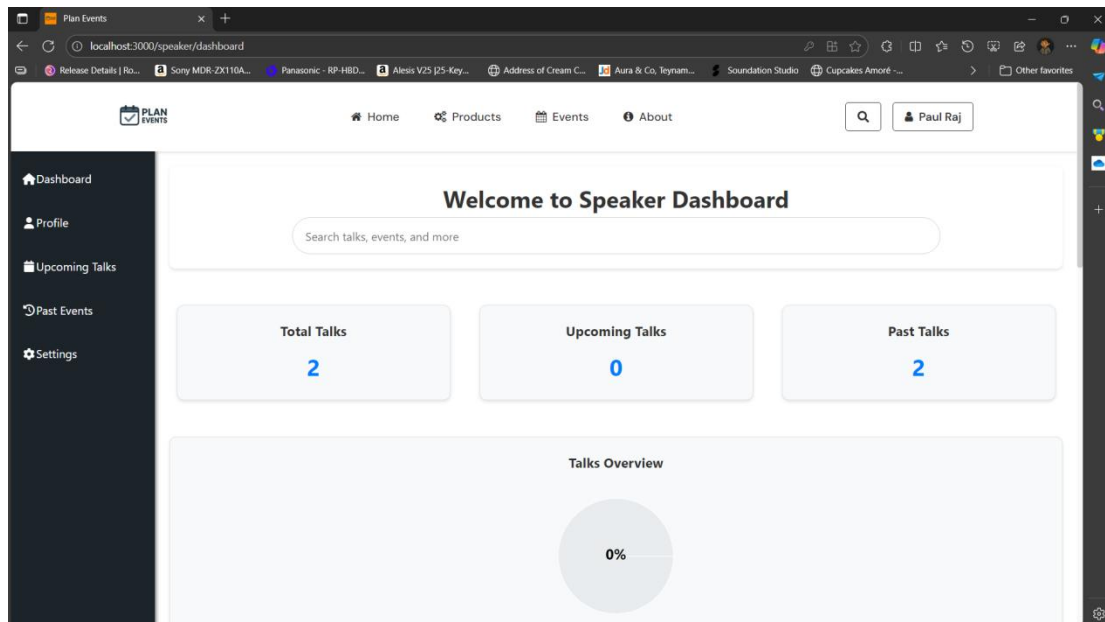 Plan Events
localhost:3000/speaker/dashboard
Release Details | Ro...
Sony MDR-ZX110A...
Panasonic - RP-HBD...
Alesis V25 |25-Key...
Address of Cream C...
Aura & Co, Teynam...
Soundation Studio
Cupcakes Amoré -...
Other favorites
PLAN
EVENTS
Home
Products
Events
About
Paul Raj
Dashboard
Profile
Upcoming Talks
Past Events
Settings
Welcome to Speaker Dashboard
Search talks, events, and more
Total Talks
2
Upcoming Talks
0
Past Talks
2
Talks Overview
0%